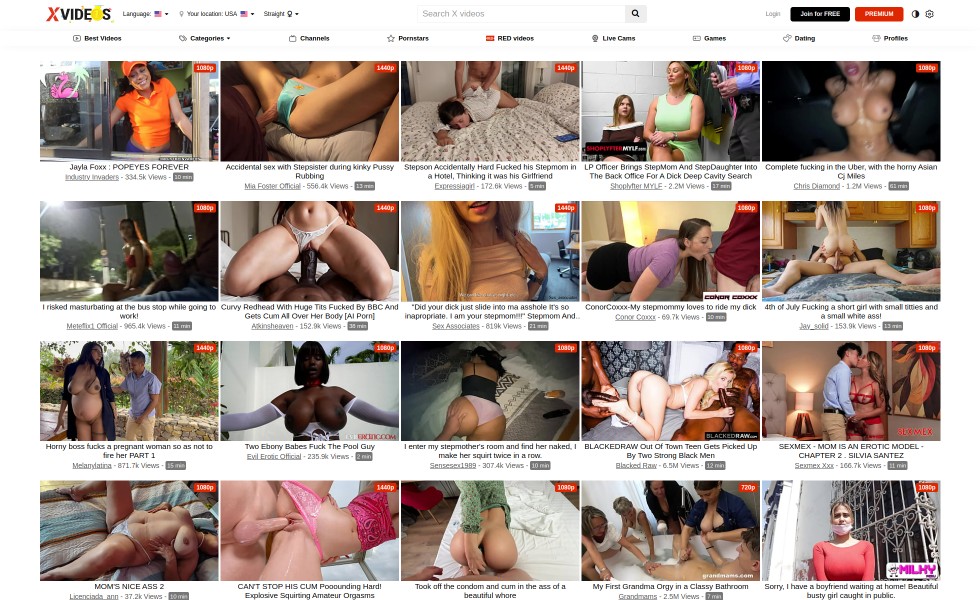 XVIDEOS
Language:
Your location: USA
Straight
Search X videos
Login
Join for FREE
PREMIUM
Best Videos
Categories
Channels
Pornstars
RED videos
Live Cams
Games
Dating
Profiles
1080p
1440p
1440p
1080p
1080p
SHOPLYFTERMYLF.COM
Jayla Foxx : POPEYES FOREVER
Industry Invaders - 334.5k Views - 10 min
Accidental sex with Stepsister during kinky Pussy
Rubbing
Mia Foster Official - 556.4k Views - 13 min
Stepson Accidentally Hard Fucked his Stepmom in
a Hotel, Thinking it was his Girlfriend
Expressiagirl - 172.6k Views - 5 min
LP Officer Brings StepMom And StepDaughter Into
The Back Office For A Dick Deep Cavity Search
Shoplyfter MYLF - 2.2M Views - 17 min
Complete fucking in the Uber, with the horny Asian
Cj Miles
Chris Diamond - 1.2M Views - 61 min
1080p
1440p
1440p
1080p
1080p
CONOR COXXX
I risked masturbating at the bus stop while going to
work!
Meteflix1 Official - 965.4k Views - 11 min
Curvy Redhead With Huge Tits Fucked By BBC And
Gets Cum All Over Her Body [AI Porn]
Atkinsheaven - 152.9k Views - 38 min
"Did your dick just slide into ma asshole It's so
inapropriate. I am your stepmom!!!" Stepmom And..
Sex Associates - 819k Views - 21 min
ConorCoxxx-My stepmommy loves to ride my dick
Conor Coxxx - 69.7k Views - 10 min
4th of July Fucking a short girl with small titties and
a small white ass!
Jay_solid - 153.9k Views - 13 min
1440p
1080p
1080p
1080p
1080p
EVILEROTIC.COM
BLACKEDRAW.COM
SEXMEX
Horny boss fucks a pregnant woman so as not to
fire her PART 1
Melanylatina - 871.7k Views - 15 min
Two Ebony Babes Fuck The Pool Guy
Evil Erotic Official - 235.9k Views - 2 min
I enter my stepmother's room and find her naked, I
make her squirt twice in a row.
Sensesex1989 - 307.4k Views - 10 min
BLACKEDRAW Out Of Town Teen Gets Picked Up
By Two Strong Black Men
Blacked Raw - 6.5M Views - 12 min
SEXMEX - MOM IS AN EROTIC MODEL -
CHAPTER 2 . SILVIA SANTEZ
Sexmex Xxx - 166.7k Views - 11 min
1080p
1440p
1080p
720p
1080p
grandmams.com
MILKY
MOM'S NICE ASS 2
Licenciada_ann - 37.2k Views - 10 min
CAN'T STOP HIS CUM Poounding Hard!
Explosive Squirting Amateur Orgasms
Took off the condom and cum in the ass of a
beautiful whore
My First Grandma Orgy in a Classy Bathroom
Grandmams - 2.5M Views - 7 min
Sorry, I have a boyfriend waiting at home! Beautiful
busty girl caught in public.